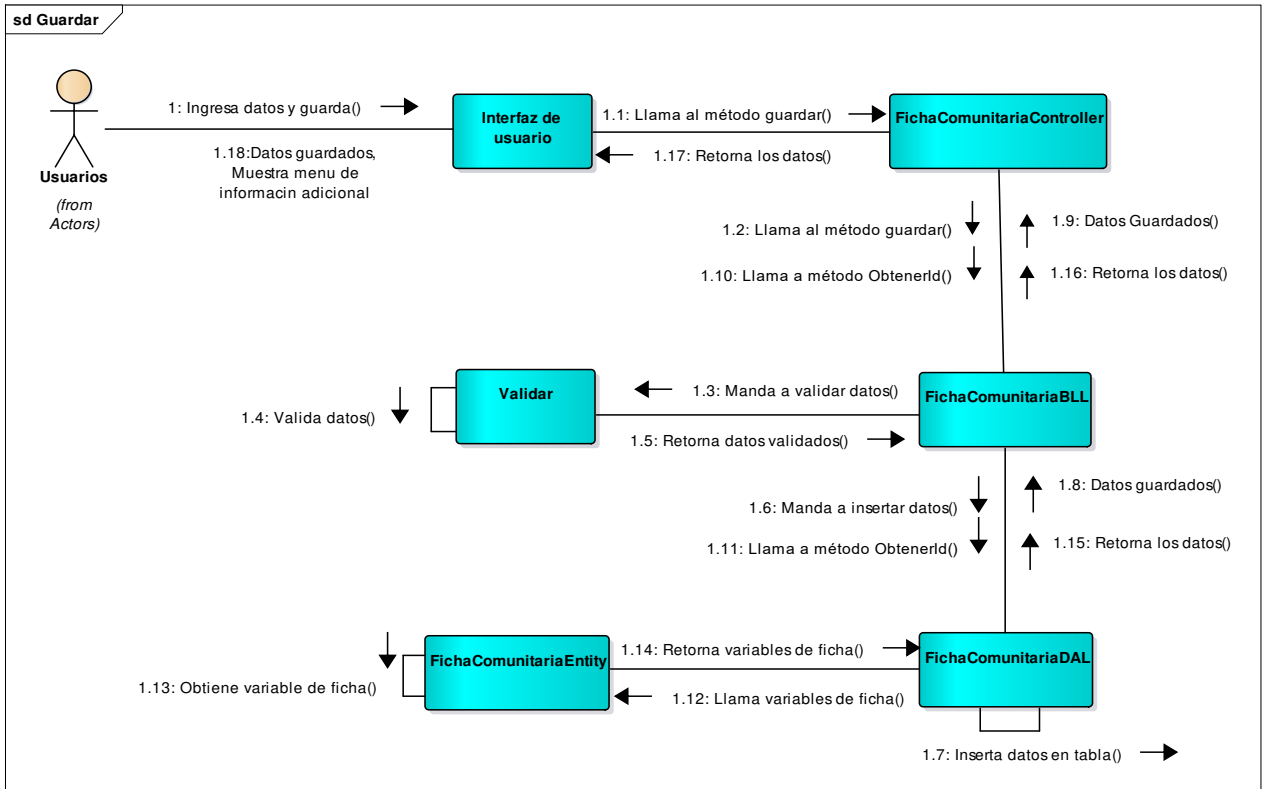 sd Guardar
1: Ingresa datos y guarda()
1.18:Datos guardados,
Muestra menu de
informacin adicional
Usuarios
(from
Actors)
Interfaz de
usuario
1.1: Llama al método guardar()
1.17: Retorna los datos()
FichaComunitariaController
1.2: Llama al método guardar()
1.9: Datos Guardados()
1.10: Llama a método ObtenerId()
1.16: Retorna los datos()
Validar
1.4: Valida datos()
1.3: Manda a validar datos()
1.5: Retorna datos validados()
FichaComunitariaBLL
1.6: Manda a insertar datos()
1.8: Datos guardados()
1.11: Llama a método ObtenerId()
1.15: Retorna los datos()
FichaComunitariaEntity
1.13: Obtiene variable de ficha()
1.14: Retorna variables de ficha()
1.12: Llama variables de ficha()
FichaComunitariaDAL
1.7: Inserta datos en tabla()